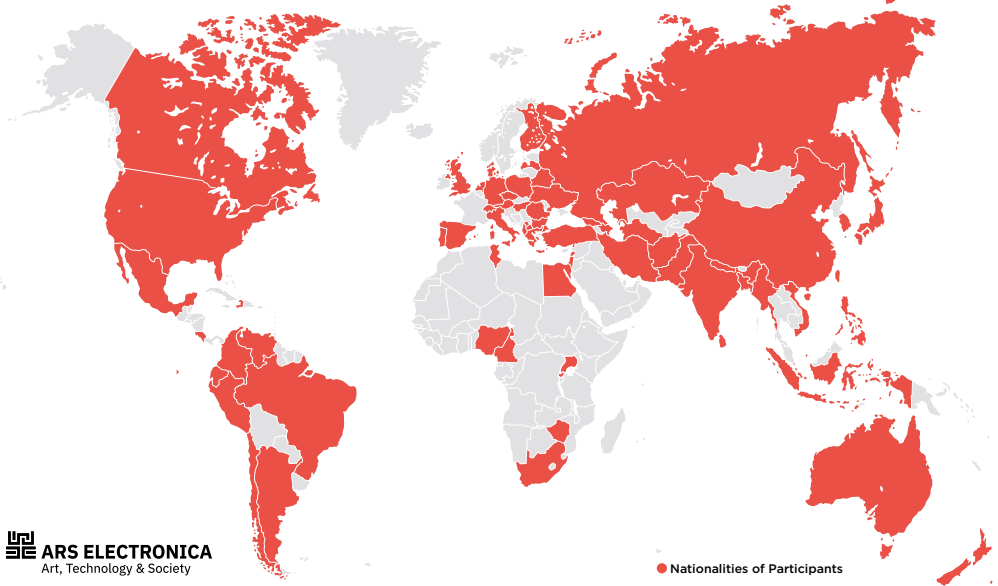 ARS ELECTRONICA
Art, Technology & Society
Nationalities of Participants